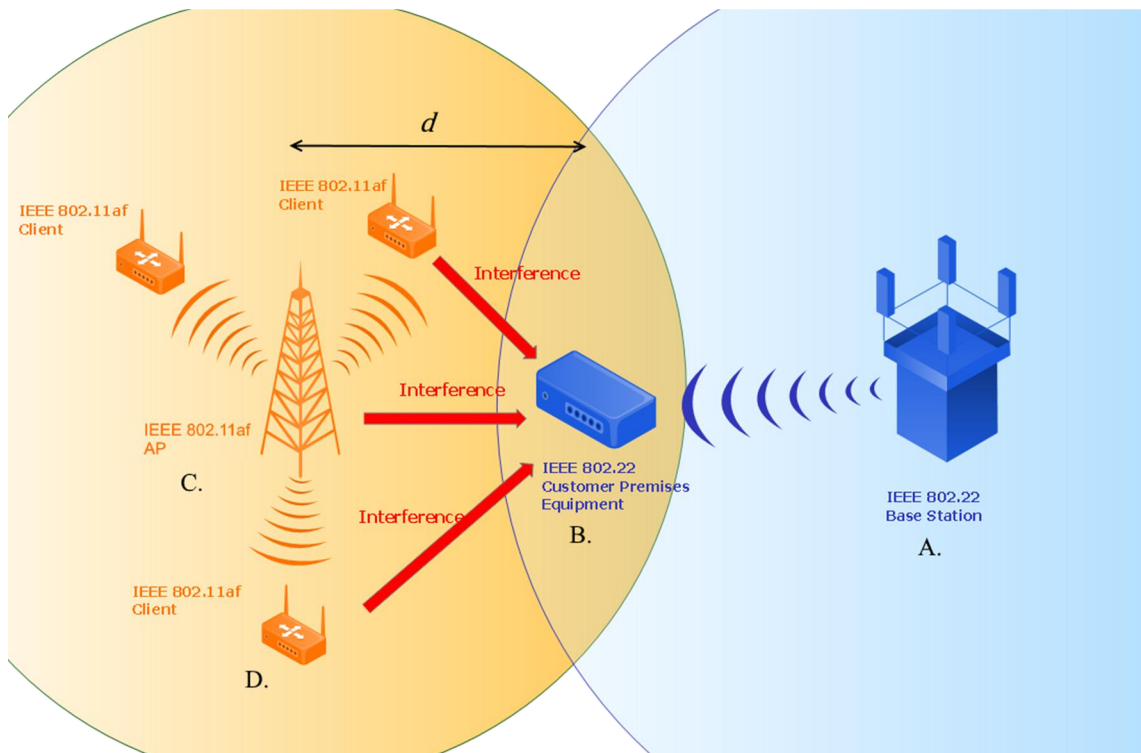 d
IEEE 802.11af
Client
IEEE 802.11af
Client
Interference
Interference
IEEE 802.11af
AP
C.
IEEE 802.22
Customer Premises
Equipment
B.
IEEE 802.22
Base Station
A.
Interference
IEEE 802.11af
Client
D.